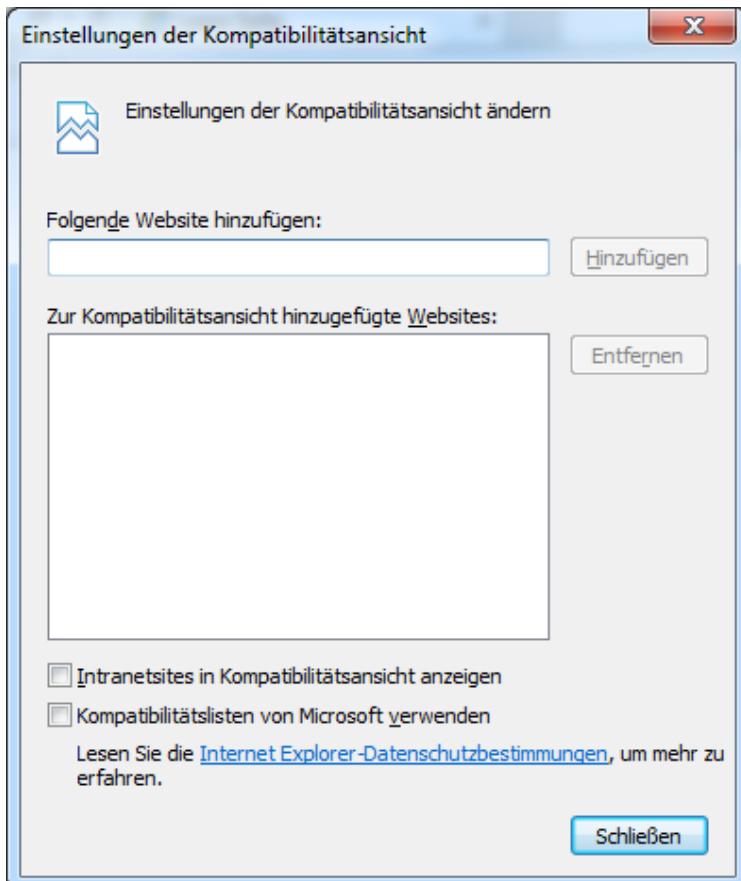 Einstellungen der Kompatibilitätsansicht
Einstellungen der Kompatibilitätsansicht ändern
Folgende Website hinzufügen:
Hinzufügen
Zur Kompatibilitätsansicht hinzugefügte Websites:
Entfernen
Intranetsites in Kompatibilitätsansicht anzeigen
Kompatibilitätslisten von Microsoft verwenden
Lesen Sie die Internet Explorer-Datenschutzbestimmungen, um mehr zu
erfahren.
Schließen